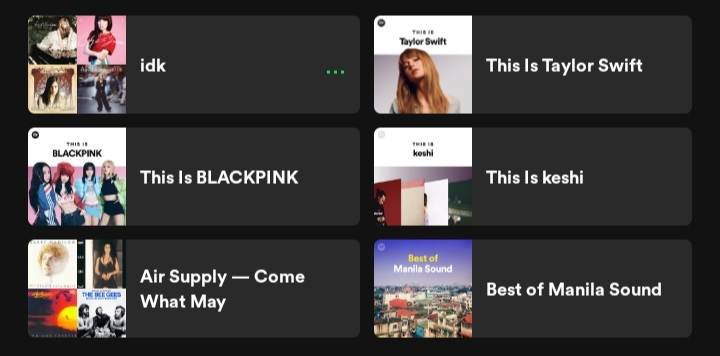 idk
THIS IS
Taylor Swift
This Is Taylor Swift
THIS IS
BLACKPINK
This Is BLACKPINK
THIS IS
keshi
This Is keshi
THE BEE GEES
Air Supply — Come
What May
Best of
Manila Sound
Best of Manila Sound